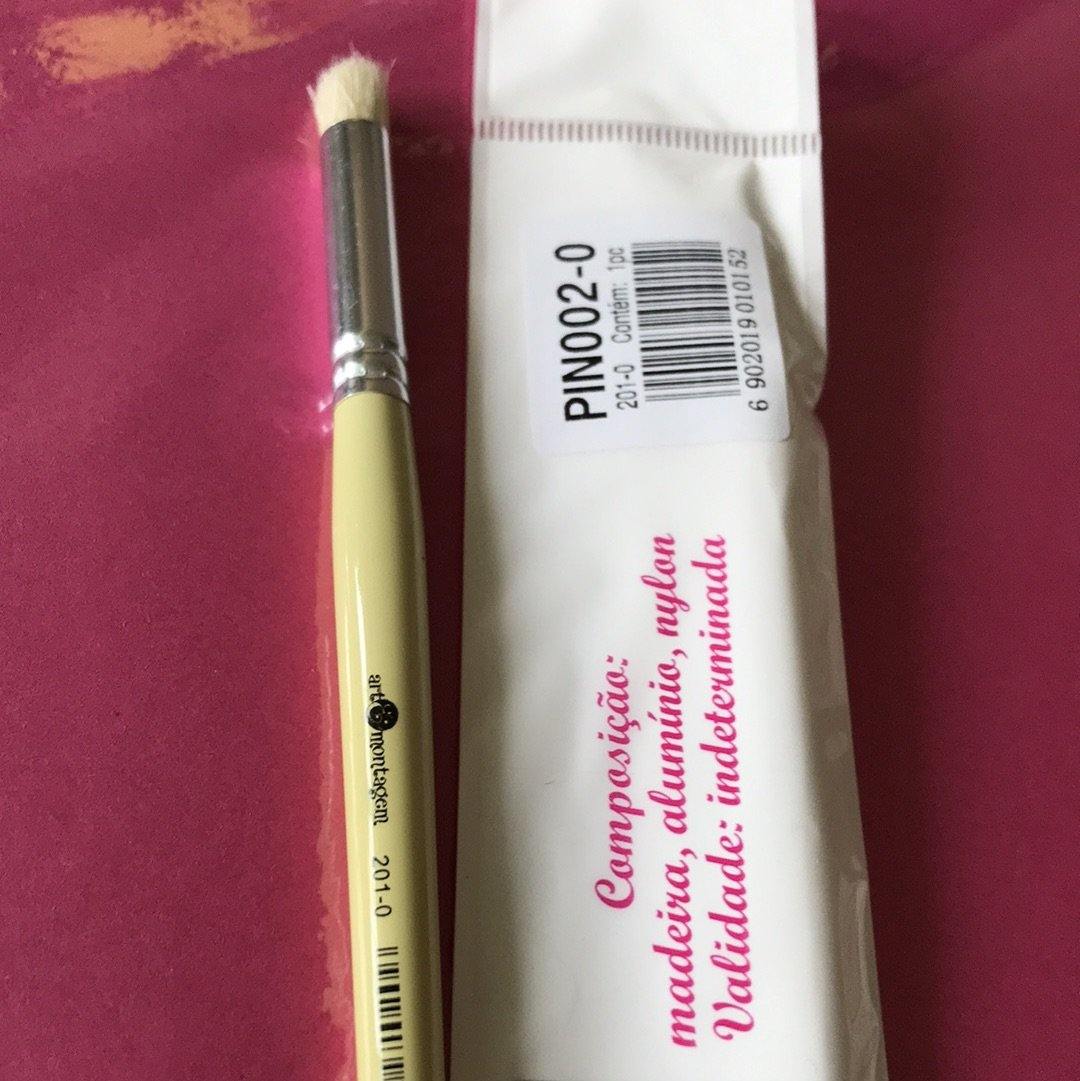 art montagem 201-0
PIN002-0
201-0 Contém: 1pc
6 902019 010152
Composição:
madeira, alumínio, nylon
Validade: indeterminada